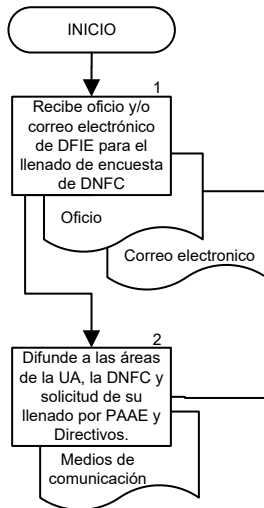 INICIO
1
Recibe oficio y/o
correo electrónico
de DFIE para el
llenado de encuesta
de DNFC
Oficio
Correo electronico
2
Difunde a las áreas
de la UA, la DNFC y
solicitud de su
llenado por PAAE y
Directivos.
Medios de
comunicación